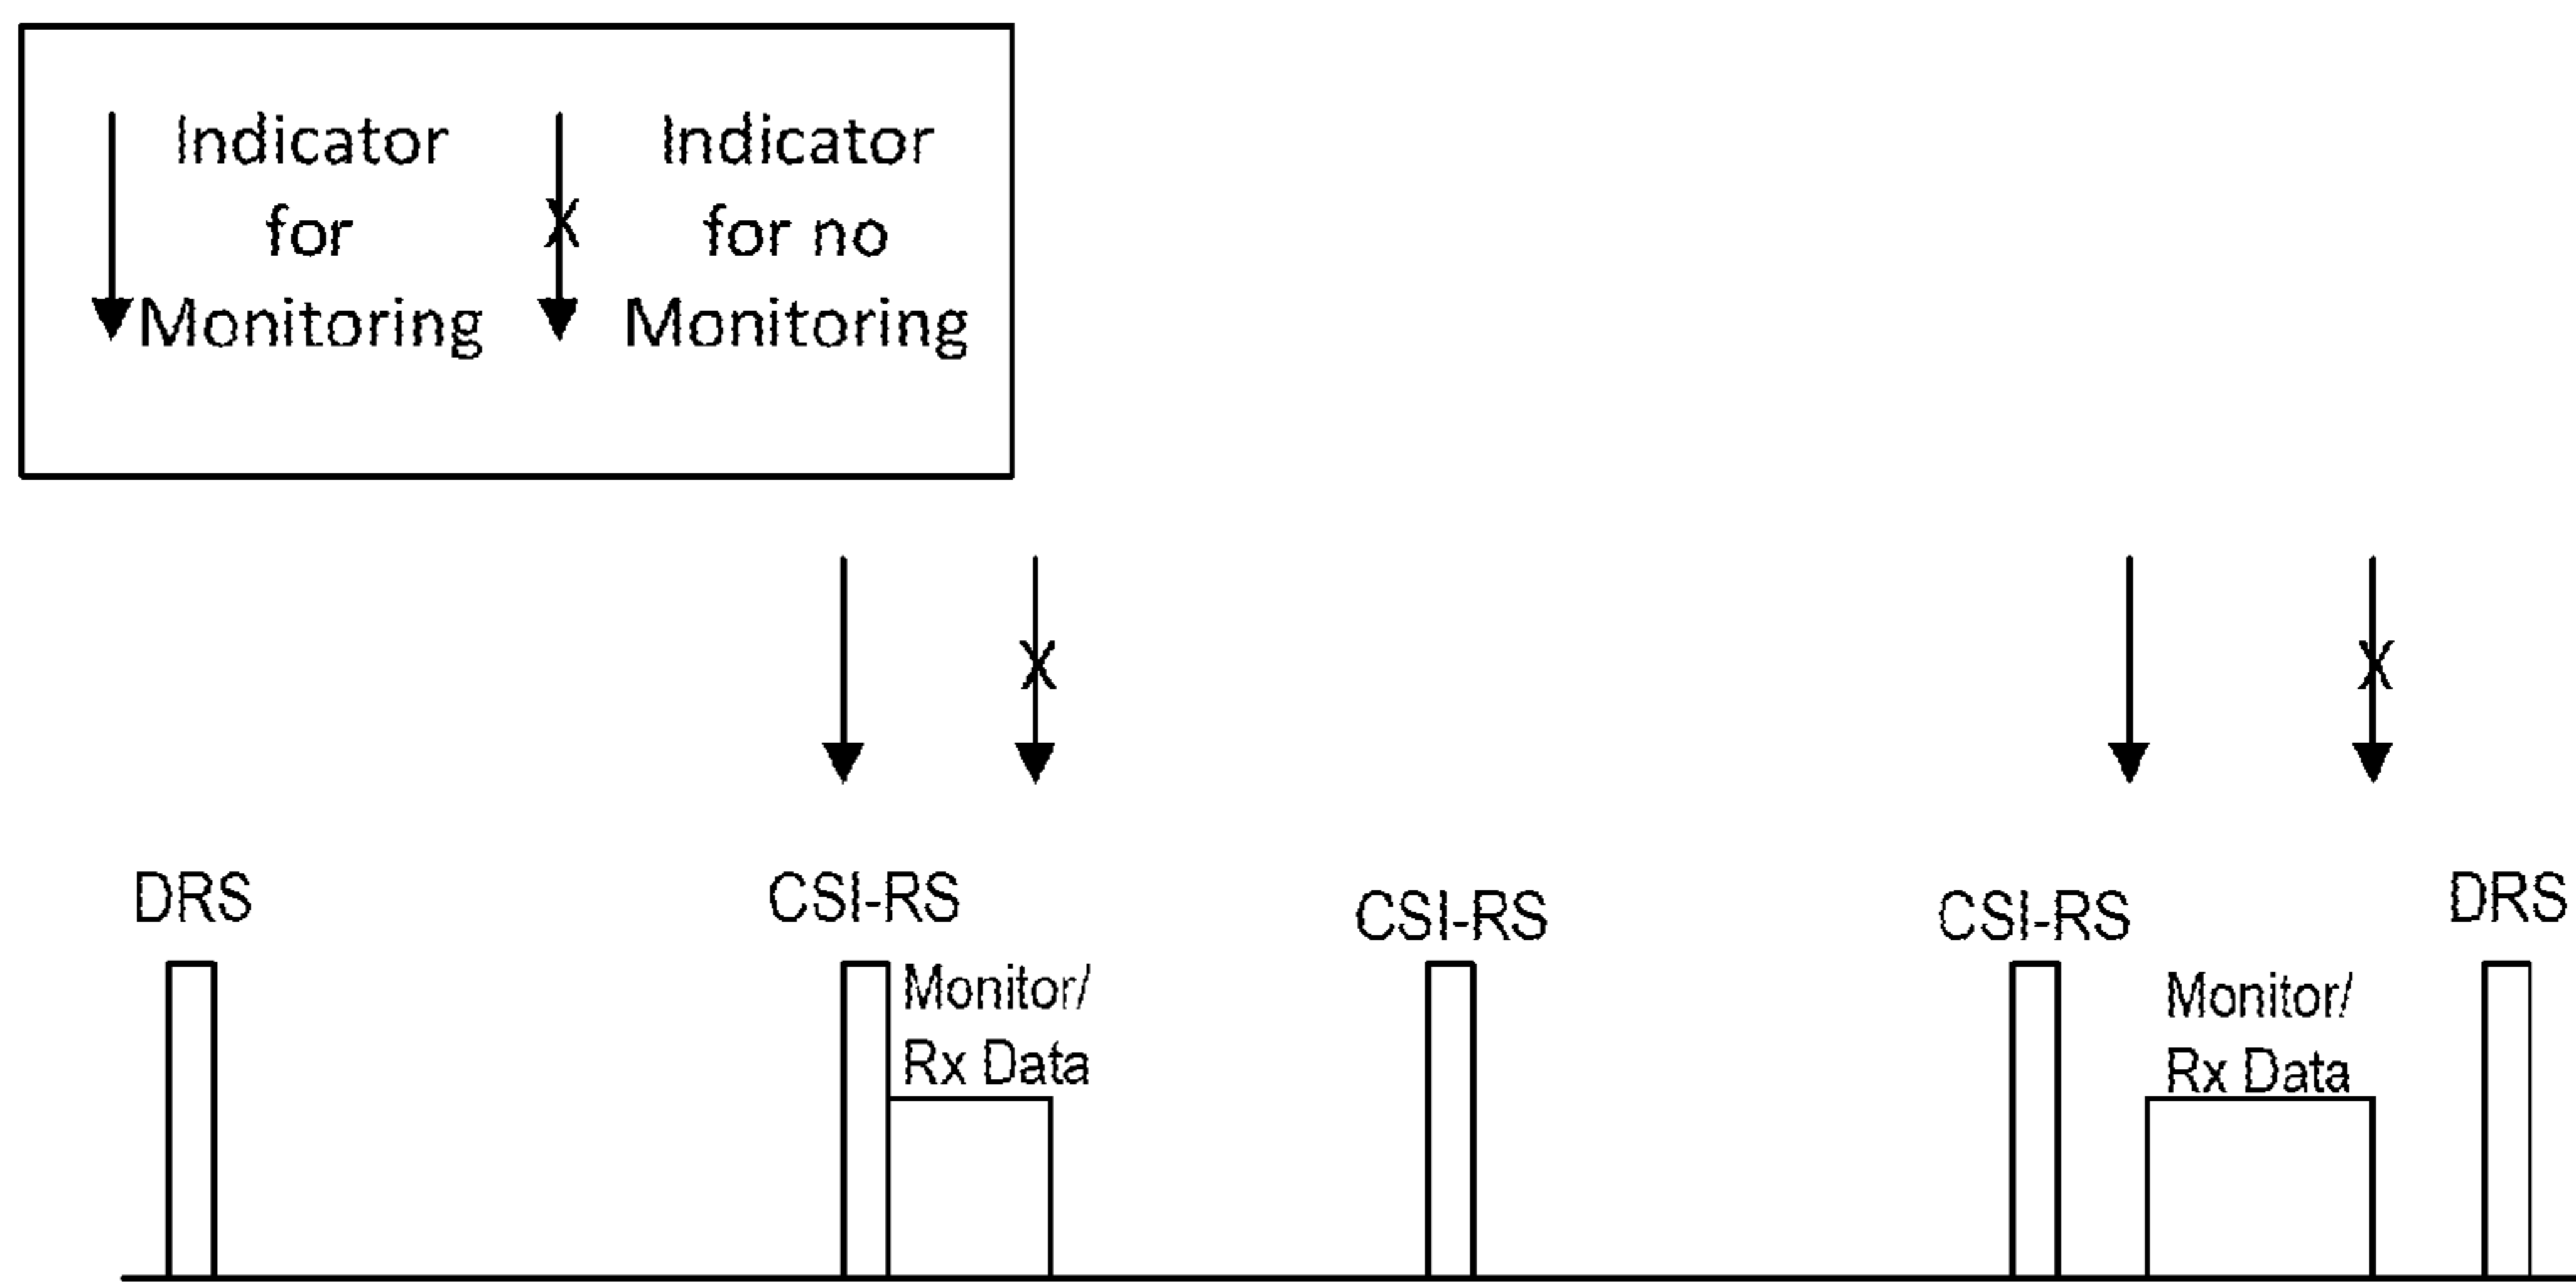 Indicator
for
Monitoring
X
Indicator
for no
Monitoring
X
X
DRS
CSI-RS
Monitor/
Rx Data
CSI-RS
CSI-RS
Monitor/
Rx Data
DRS